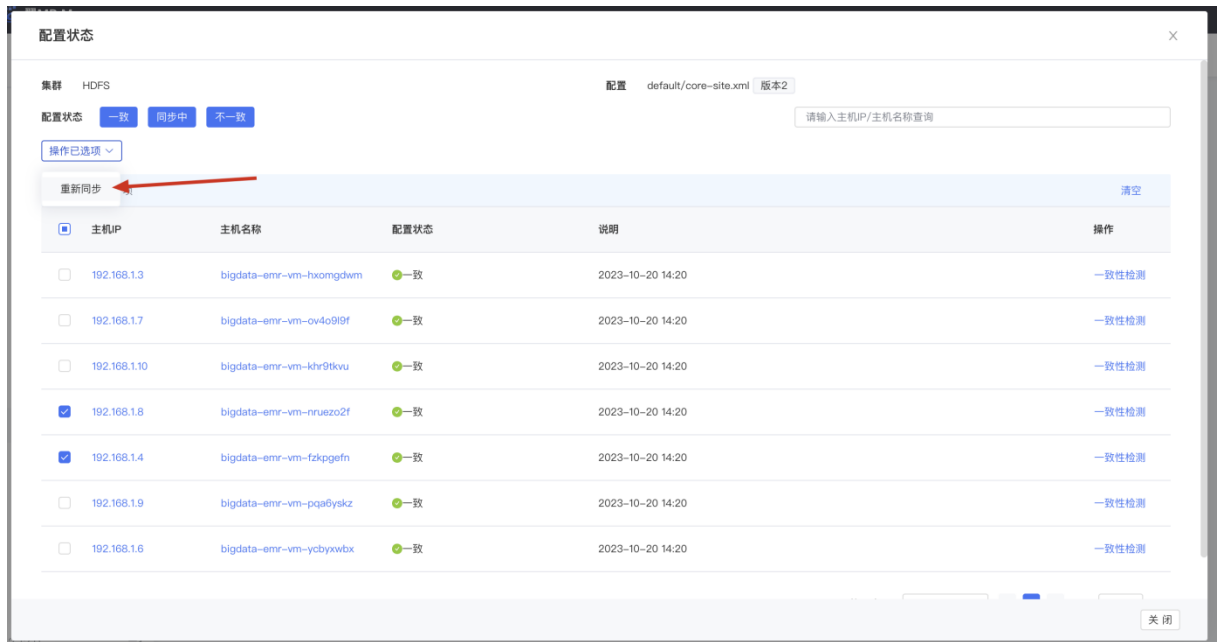 配置状态
集群 HDFS 配置 default/core-site.xml 版本2
配置状态 一致 同步中 不一致 请输入主机IP/主机名称查询
操作已选项
重新同步 清空
主机IP 主机名称 配置状态 说明 操作
192.168.1.3 bigdata-emr-vm-hxomgdwm 一致 2023-10-20 14:20 一致性检测
192.168.1.7 bigdata-emr-vm-ov4o9l9f 一致 2023-10-20 14:20 一致性检测
192.168.1.10 bigdata-emr-vm-khr9tkvu 一致 2023-10-20 14:20 一致性检测
192.168.1.8 bigdata-emr-vm-nruezo2f 一致 2023-10-20 14:20 一致性检测
192.168.1.4 bigdata-emr-vm-fzkpgefn 一致 2023-10-20 14:20 一致性检测
192.168.1.9 bigdata-emr-vm-pqa6yskz 一致 2023-10-20 14:20 一致性检测
192.168.1.6 bigdata-emr-vm-ycbyxwbx 一致 2023-10-20 14:20 一致性检测
关 闭